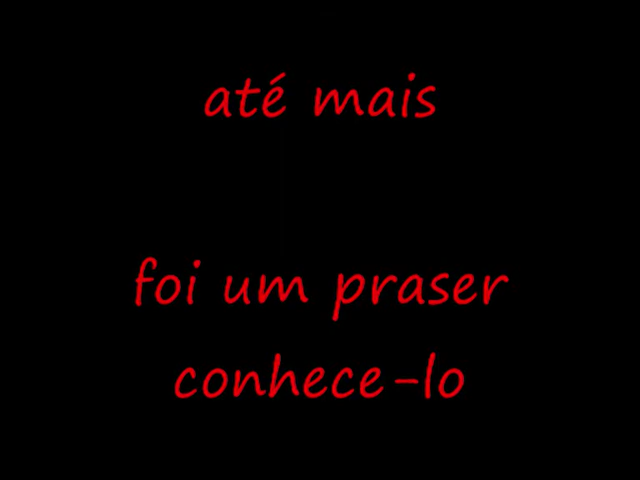 até mais
foi um praser
conhece-lo